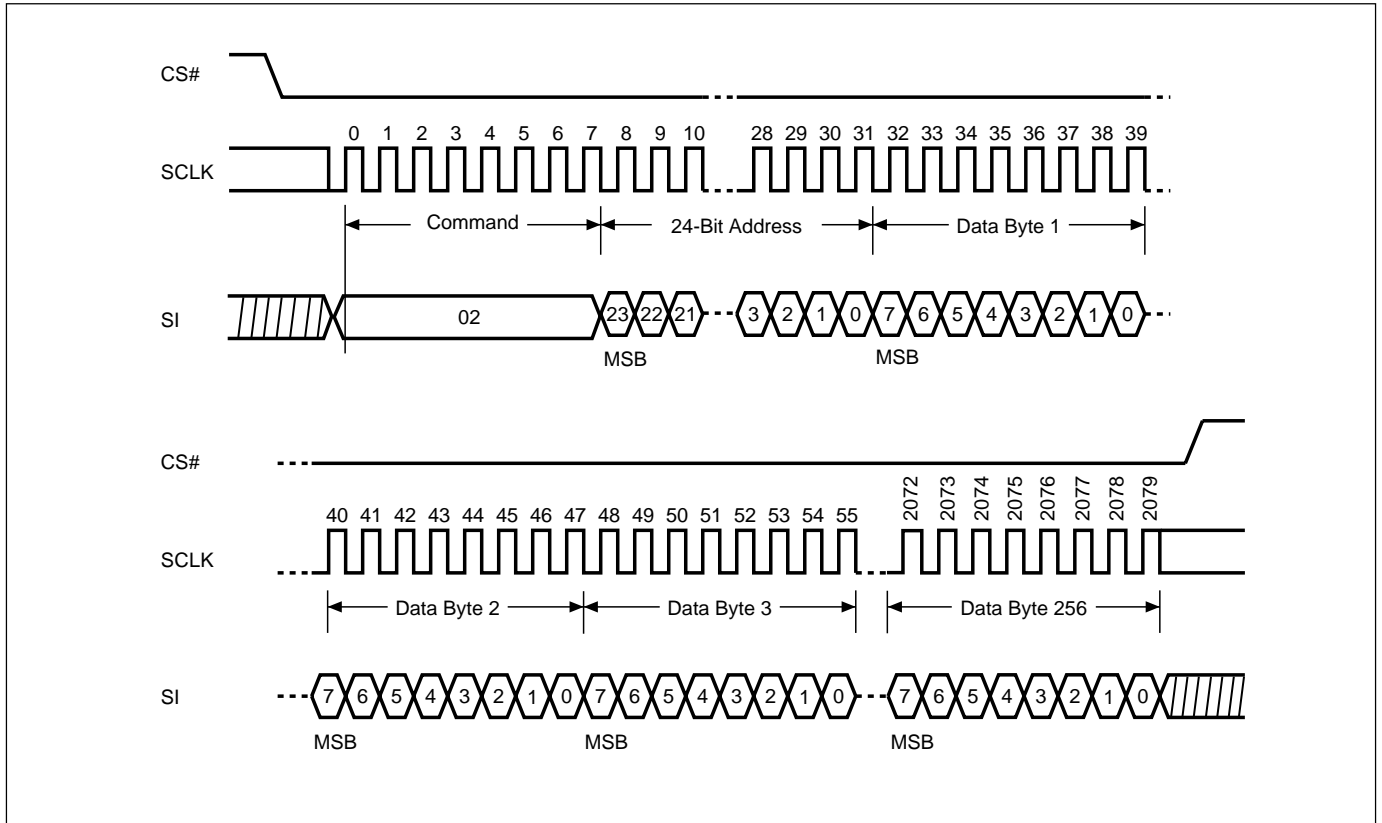 CS#
0 1 2 3 4 5 6 7 8 9 10 28 29 30 31 32 33 34 35 36 37 38 39
SCLK
Command 24-Bit Address Data Byte 1
SI 02 23 22 21 3 2 1 0 7 6 5 4 3 2 1 0
MSB MSB
CS#
40 41 42 43 44 45 46 47 48 49 50 51 52 53 54 55 2072 2073 2074 2075 2076 2077 2078 2079
SCLK
Data Byte 2 Data Byte 3 Data Byte 256
SI 7 6 5 4 3 2 1 0 7 6 5 4 3 2 1 0 7 6 5 4 3 2 1 0
MSB MSB MSB